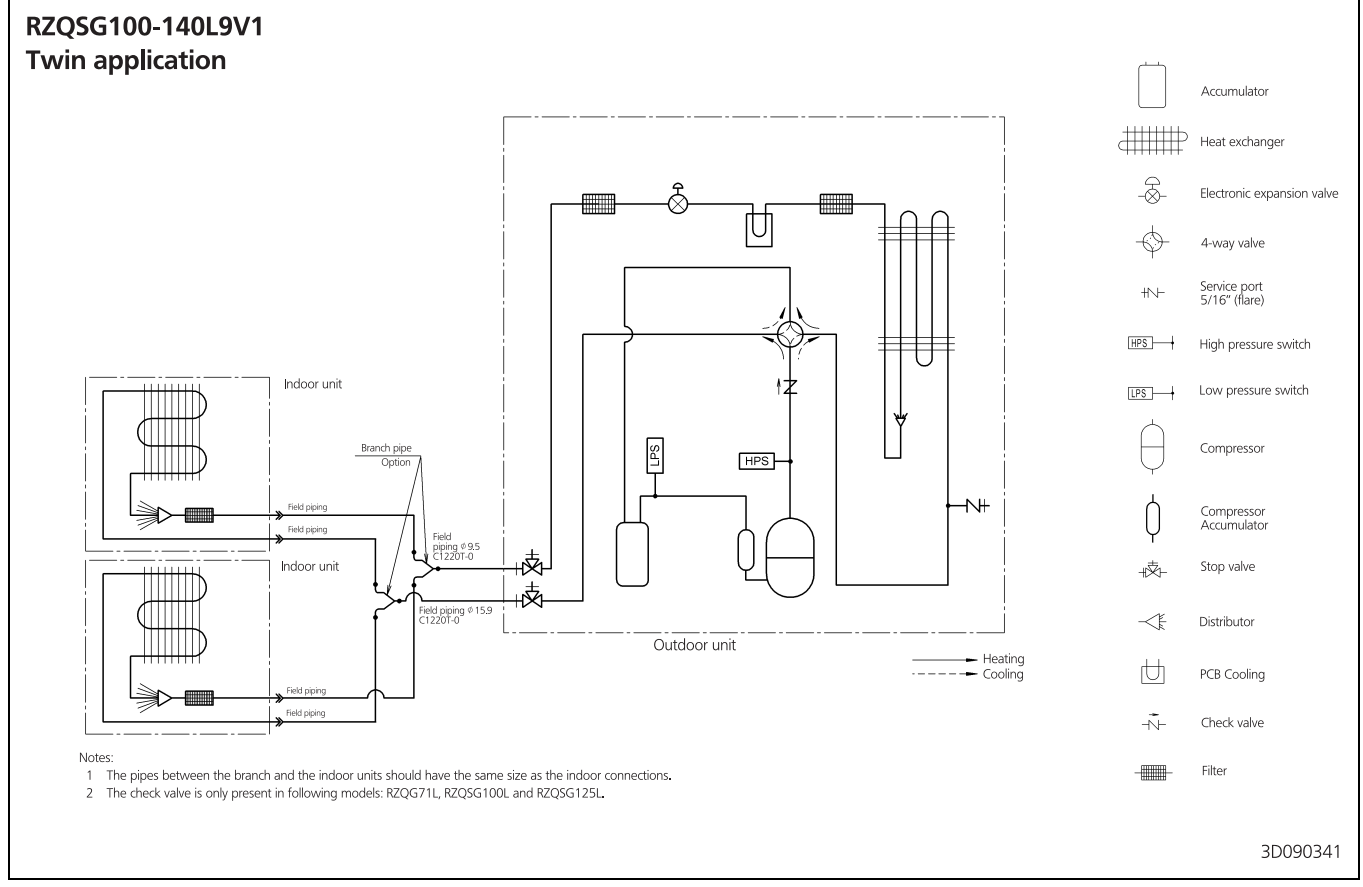 RZQSG100-140L9V1
Twin application
Accumulator
Heat exchanger
Electronic expansion valve
4-way valve
Service port
5/16" (flare)
HPS
High pressure switch
LPS
Low pressure switch
Compressor
Compressor
Accumulator
Stop valve
Distributor
PCB Cooling
Check valve
Filter
Indoor unit
Branch pipe
Option
LPS
HPS
Field piping
Field piping
Field
piping φ 9.5
C1220T-0
Indoor unit
Field piping φ 15.9
C1220T-0
Field piping
Field piping
Outdoor unit
Heating
Cooling
Notes:
1 The pipes between the branch and the indoor units should have the same size as the indoor connections.
2 The check valve is only present in following models: RZQG71L, RZQSG100L and RZQSG125L.
3D090341